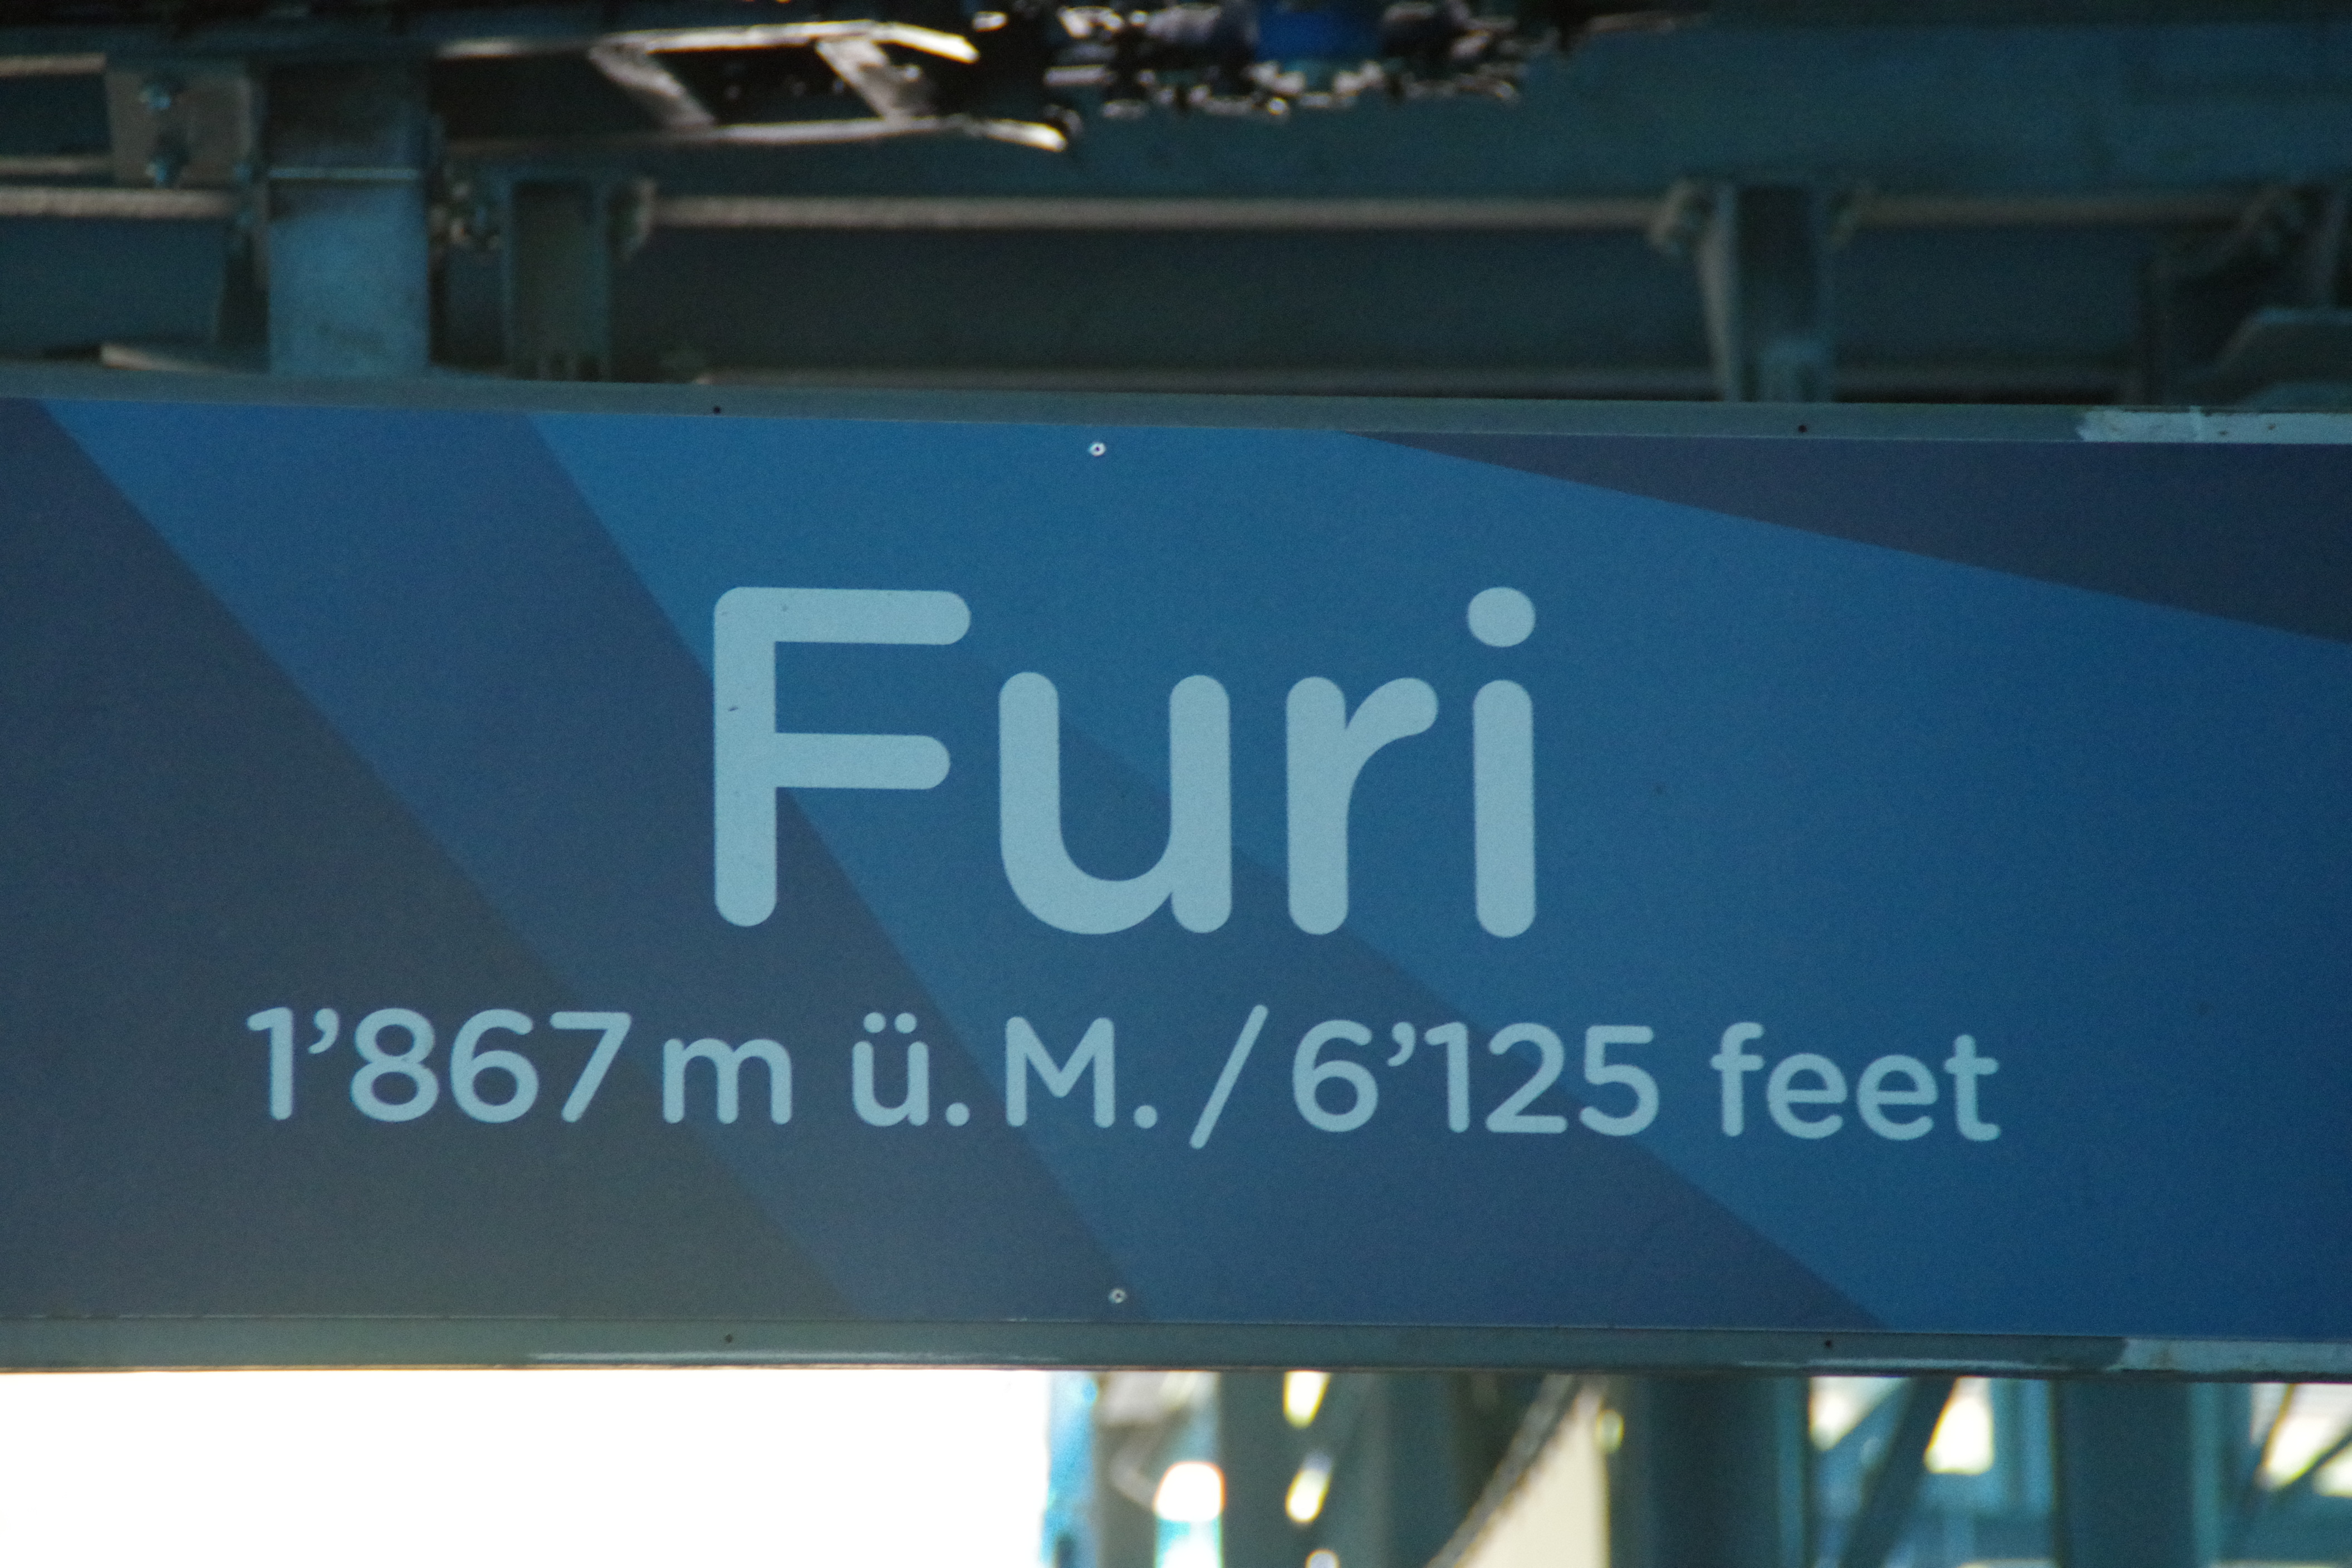 Furi
1’867 m ü. M. / 6’125 feet